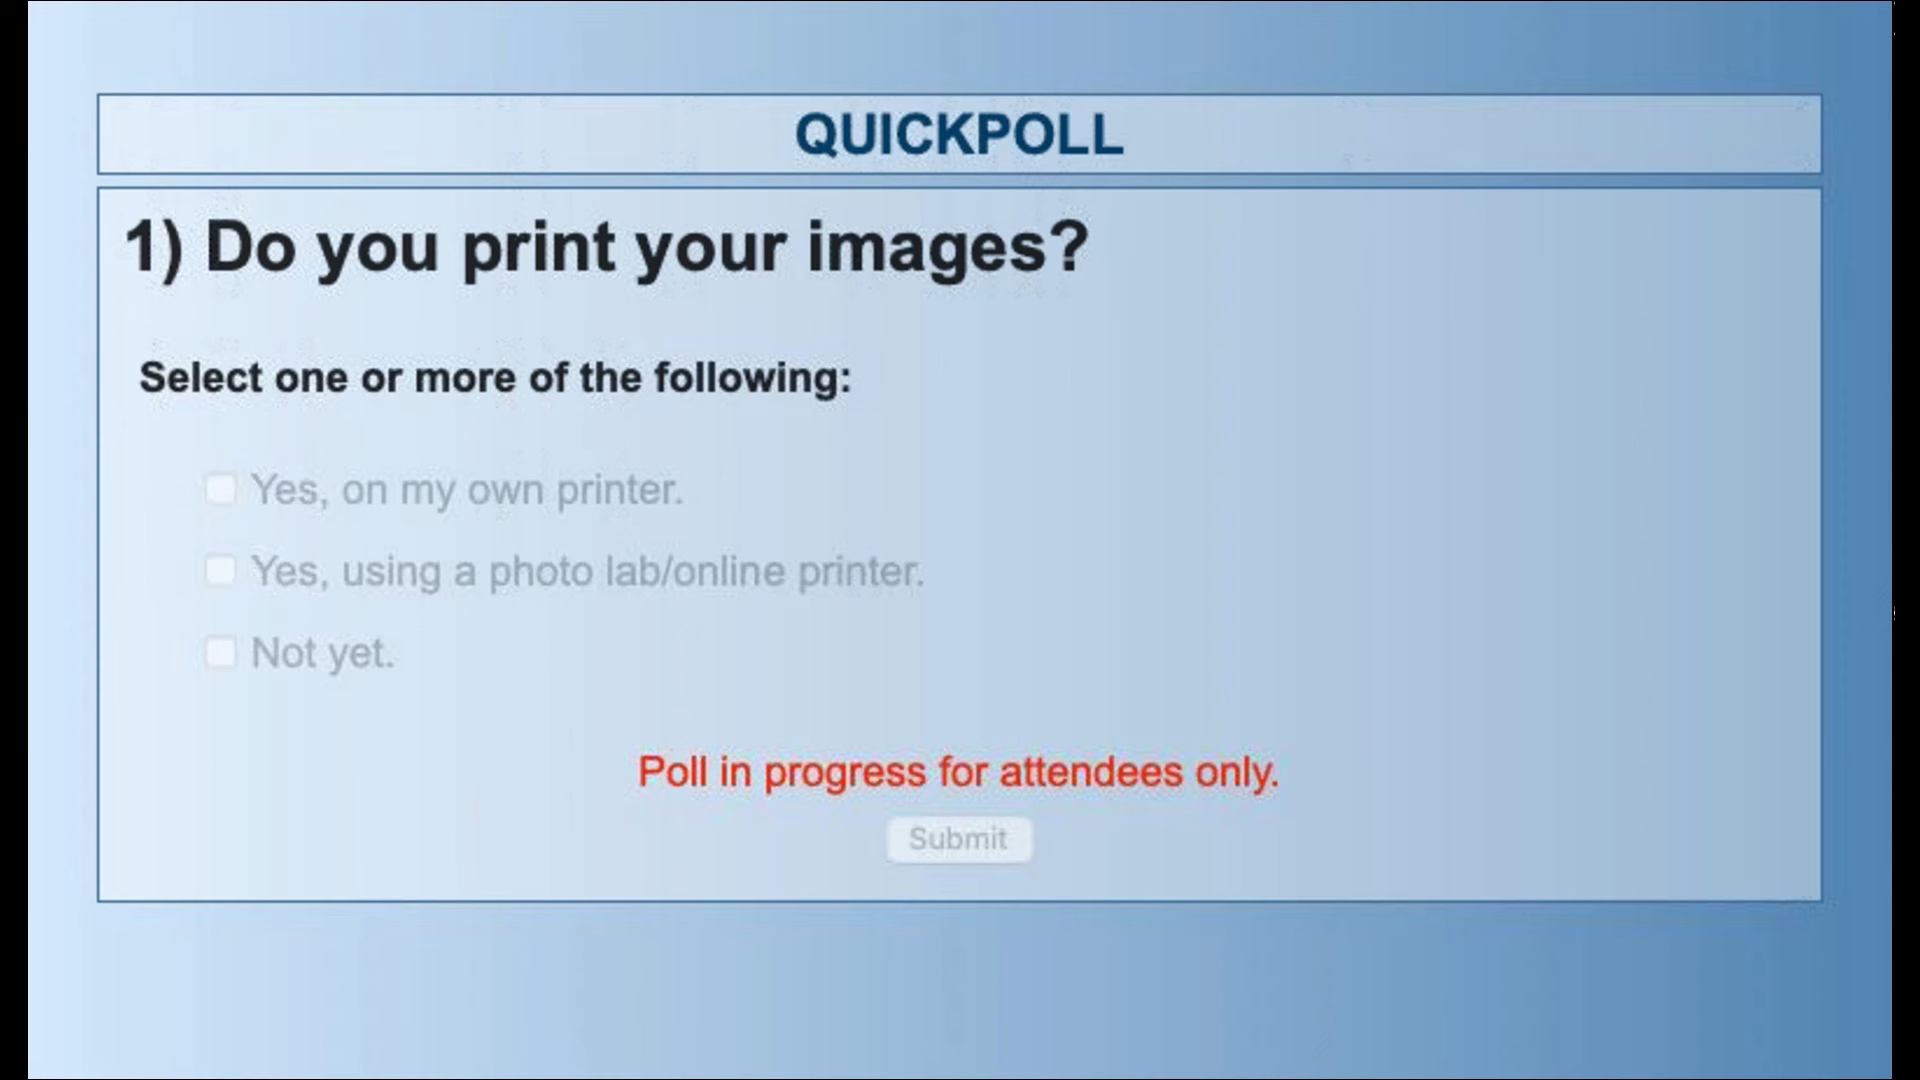 QUICKPOLL
1) Do you print your images?
Select one or more of the following:
Yes, on my own printer.
Yes, using a photo lab/online printer.
Not yet.
Poll in progress for attendees only.
Submit